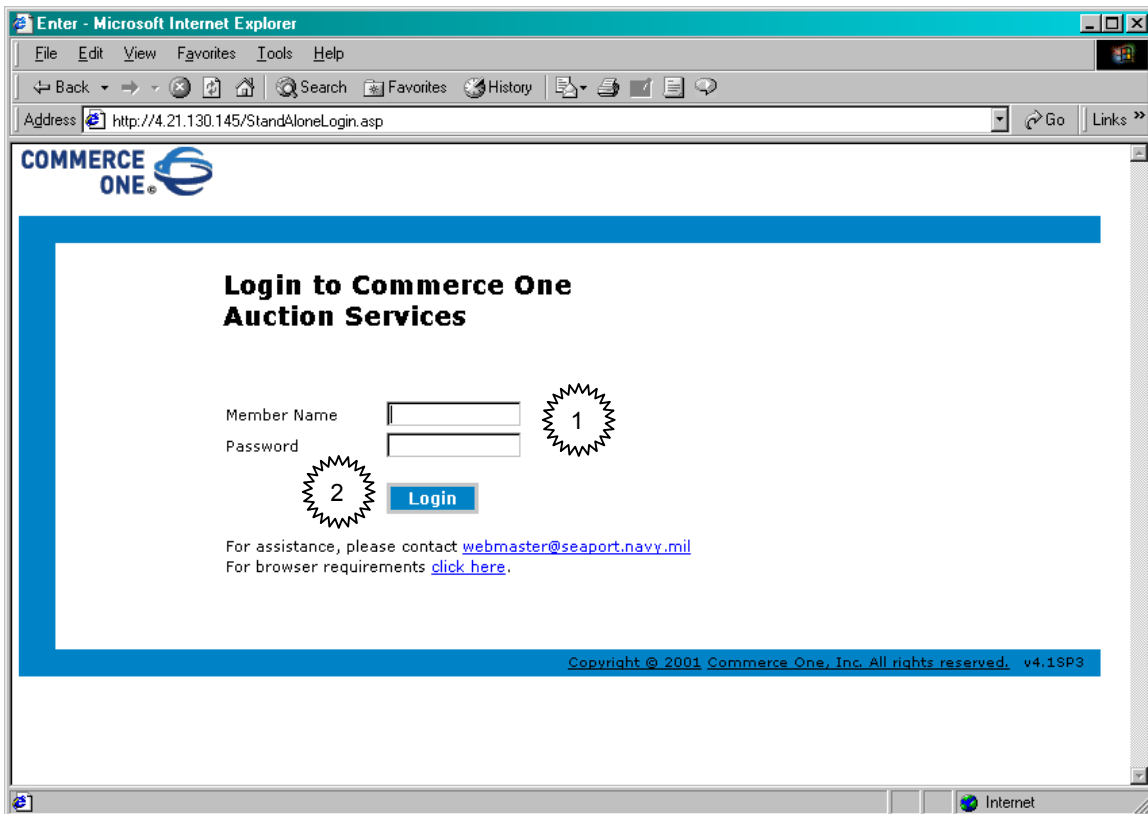 Enter - Microsoft Internet Explorer
File Edit View Favorites Tools Help
Back Search Favorites History
Address http://4.21.130.145/StandAloneLogin.asp Go Links »
COMMERCE
ONE©
Login to Commerce One
Auction Services
Member Name
1
Password
2
Login
For assistance, please contact webmaster@seaport.navy.mil
For browser requirements click here.
Copyright © 2001 Commerce One, Inc. All rights reserved. v4.1SP3
Internet